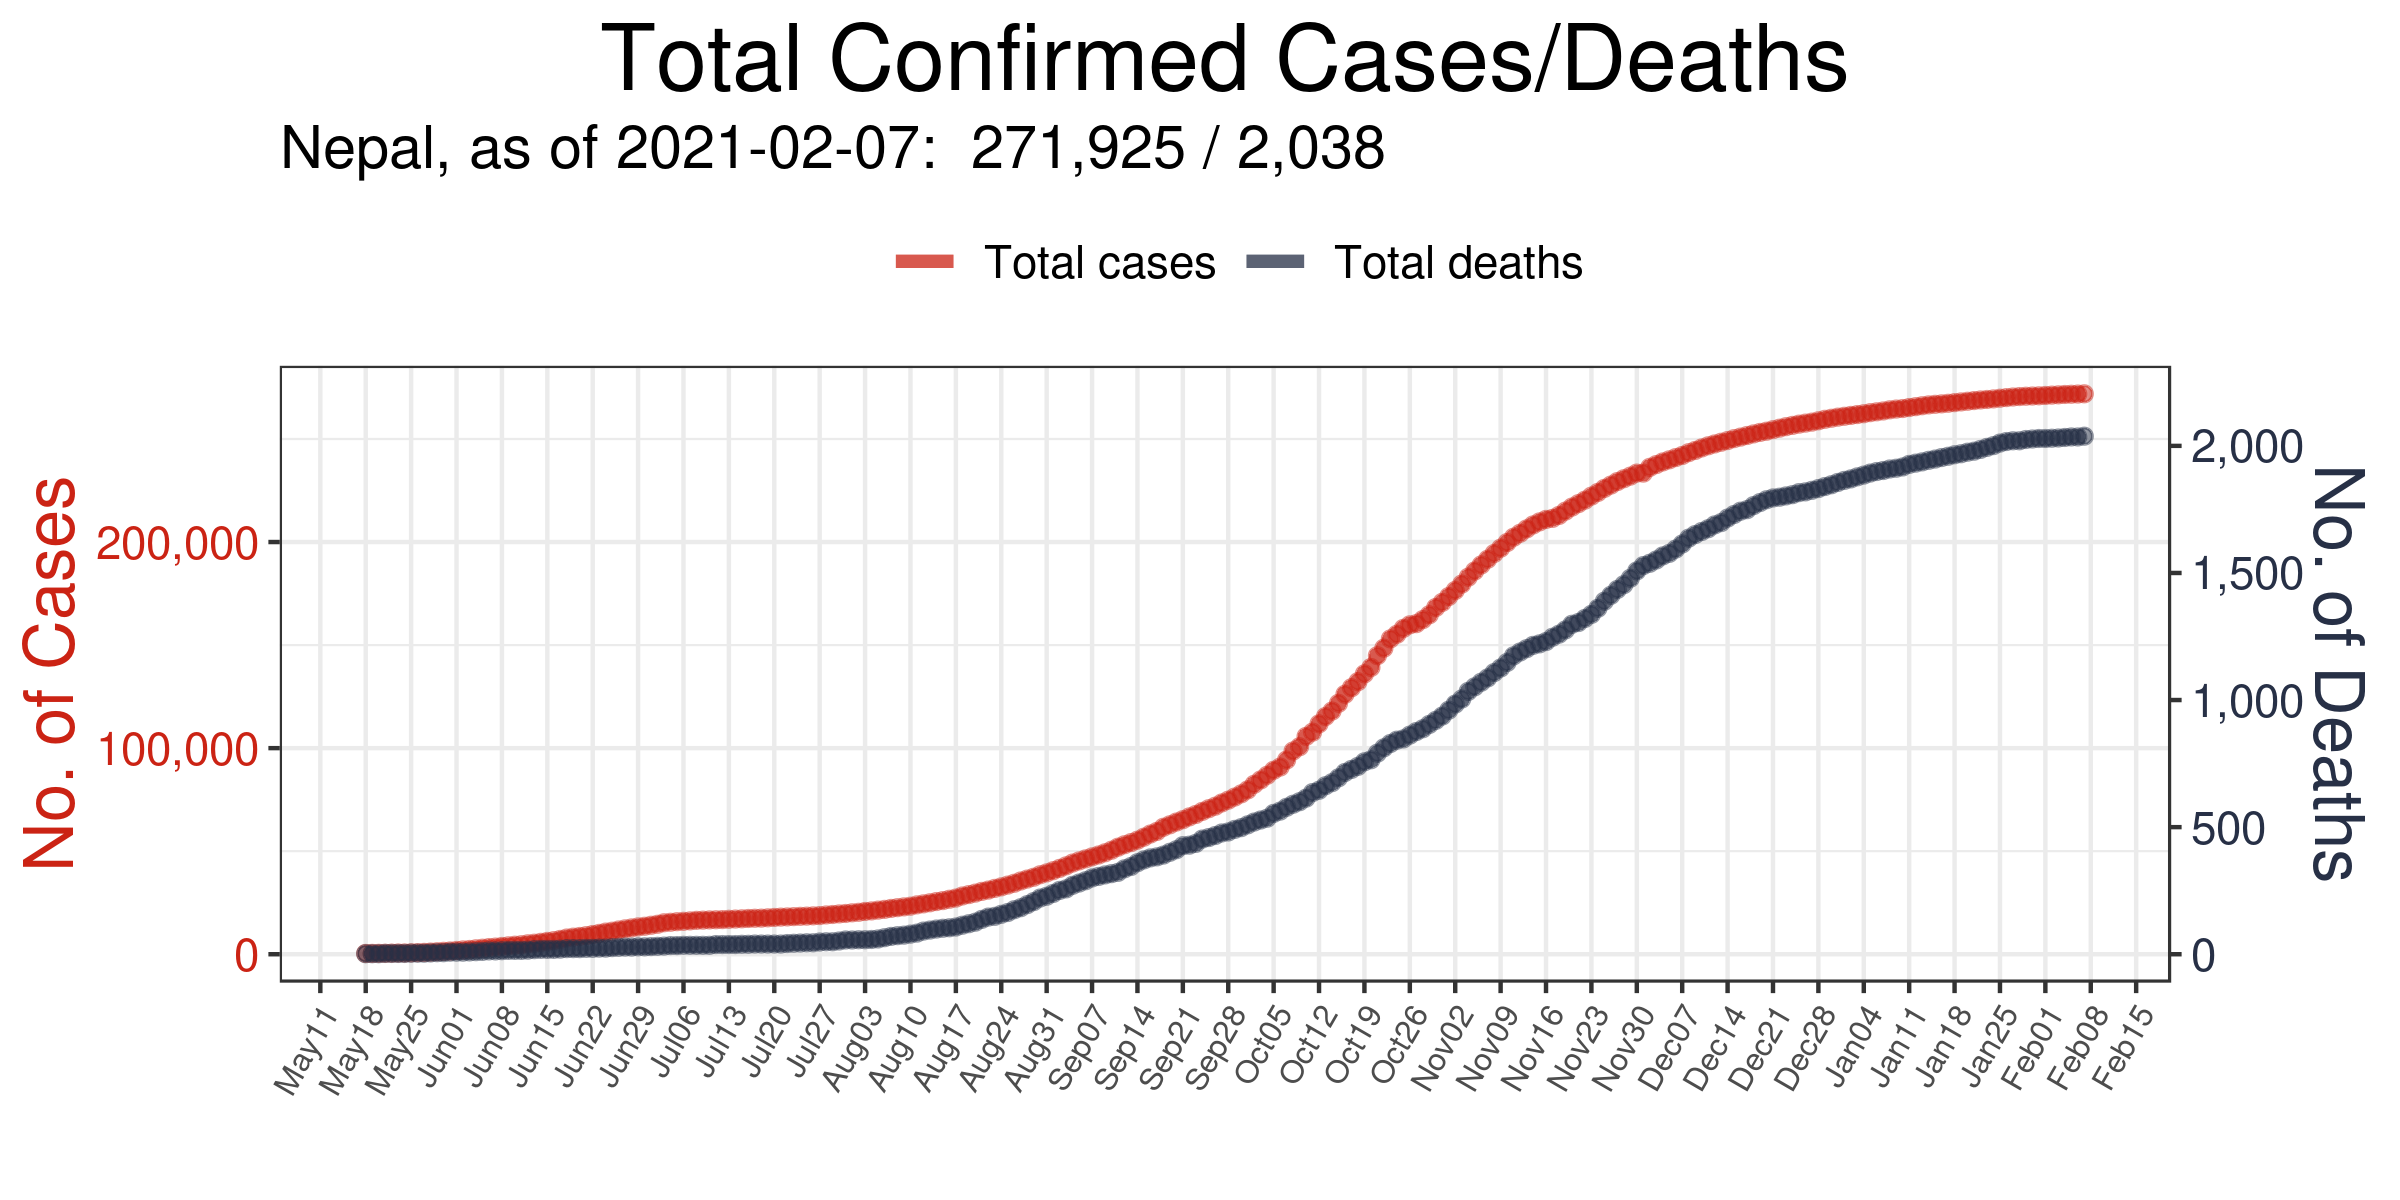 Total Confirmed Cases/Deaths
Nepal, as of 2021-02-07:  271,925 / 2,038
Total cases
Total deaths
No. of Cases
200,000
100,000
0
2,000
1,500
1,000
500
0
No. of Deaths
May11
May18
May25
Jun01
Jun08
Jun15
Jun22
Jun29
Jul06
Jul13
Jul20
Jul27
Aug03
Aug10
Aug17
Aug24
Aug31
Sep07
Sep14
Sep21
Sep28
Oct05
Oct12
Oct19
Oct26
Nov02
Nov09
Nov16
Nov23
Nov30
Dec07
Dec14
Dec21
Dec28
Jan04
Jan11
Jan18
Jan25
Feb01
Feb08
Feb15